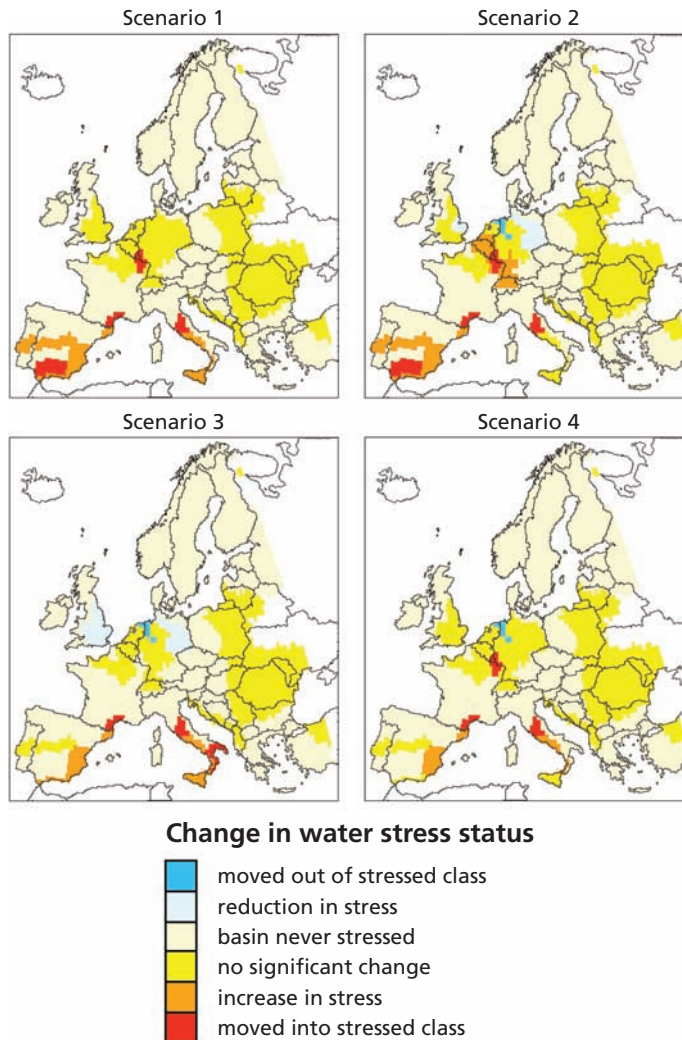 Scenario 1
Scenario 2
Scenario 3
Scenario 4
Change in water stress status
moved out of stressed class
reduction in stress
basin never stressed
no significant change
increase in stress
moved into stressed class